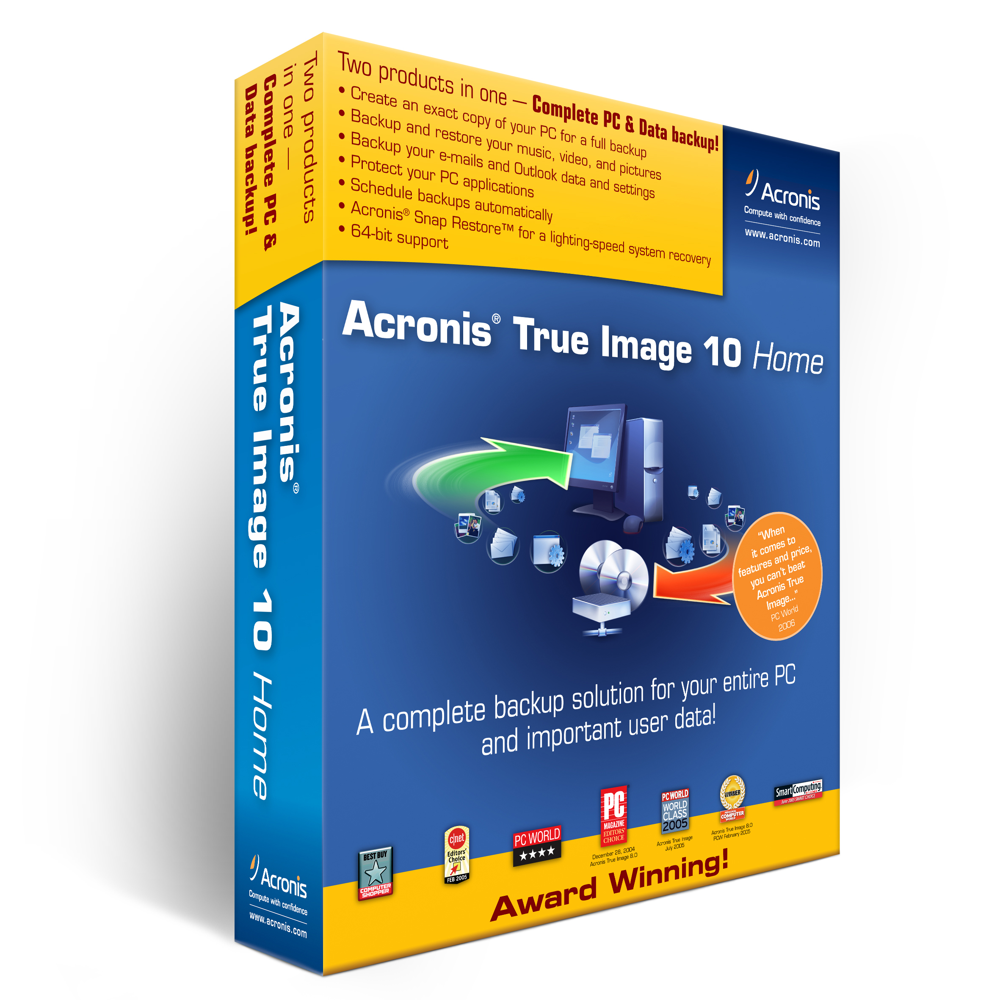 Two products
in one —
Complete PC &
Data backup!
Acronis®
True Image 10 Home
Acronis
Compute with confidence
www.acronis.com
Two products in one — Complete PC & Data backup!
• Create an exact copy of your PC for a full backup
• Backup and restore your music, video, and pictures
• Backup your e-mails and Outlook data and settings
• Protect your PC applications
• Schedule backups automatically
• Acronis® Snap Restore™ for a lighting-speed system recovery
• 64-bit support
Acronis
Compute with confidence
www.acronis.com
Acronis® True Image 10 Home
"When
it comes to
features and price,
you can't beat
Acronis True
Image..."
PC World
2006
A complete backup solution for your entire PC
and important user data!
BEST BUY
COMPUTER
SHOPPER
c|net
Editors'
Choice
FEB 2005
PC WORLD
PC
MAGAZINE
EDITORS'
CHOICE
December 28, 2004
Acronis True Image 8.0
PC WORLD
WORLD
CLASS
2005
Acronis True Image
July 2005
WINNER
PERSONAL
COMPUTER
WORLD
Acronis True Image 8.0
PCW February 2005
Smart Computing
June 2005 SMART CHOICE
Award Winning!